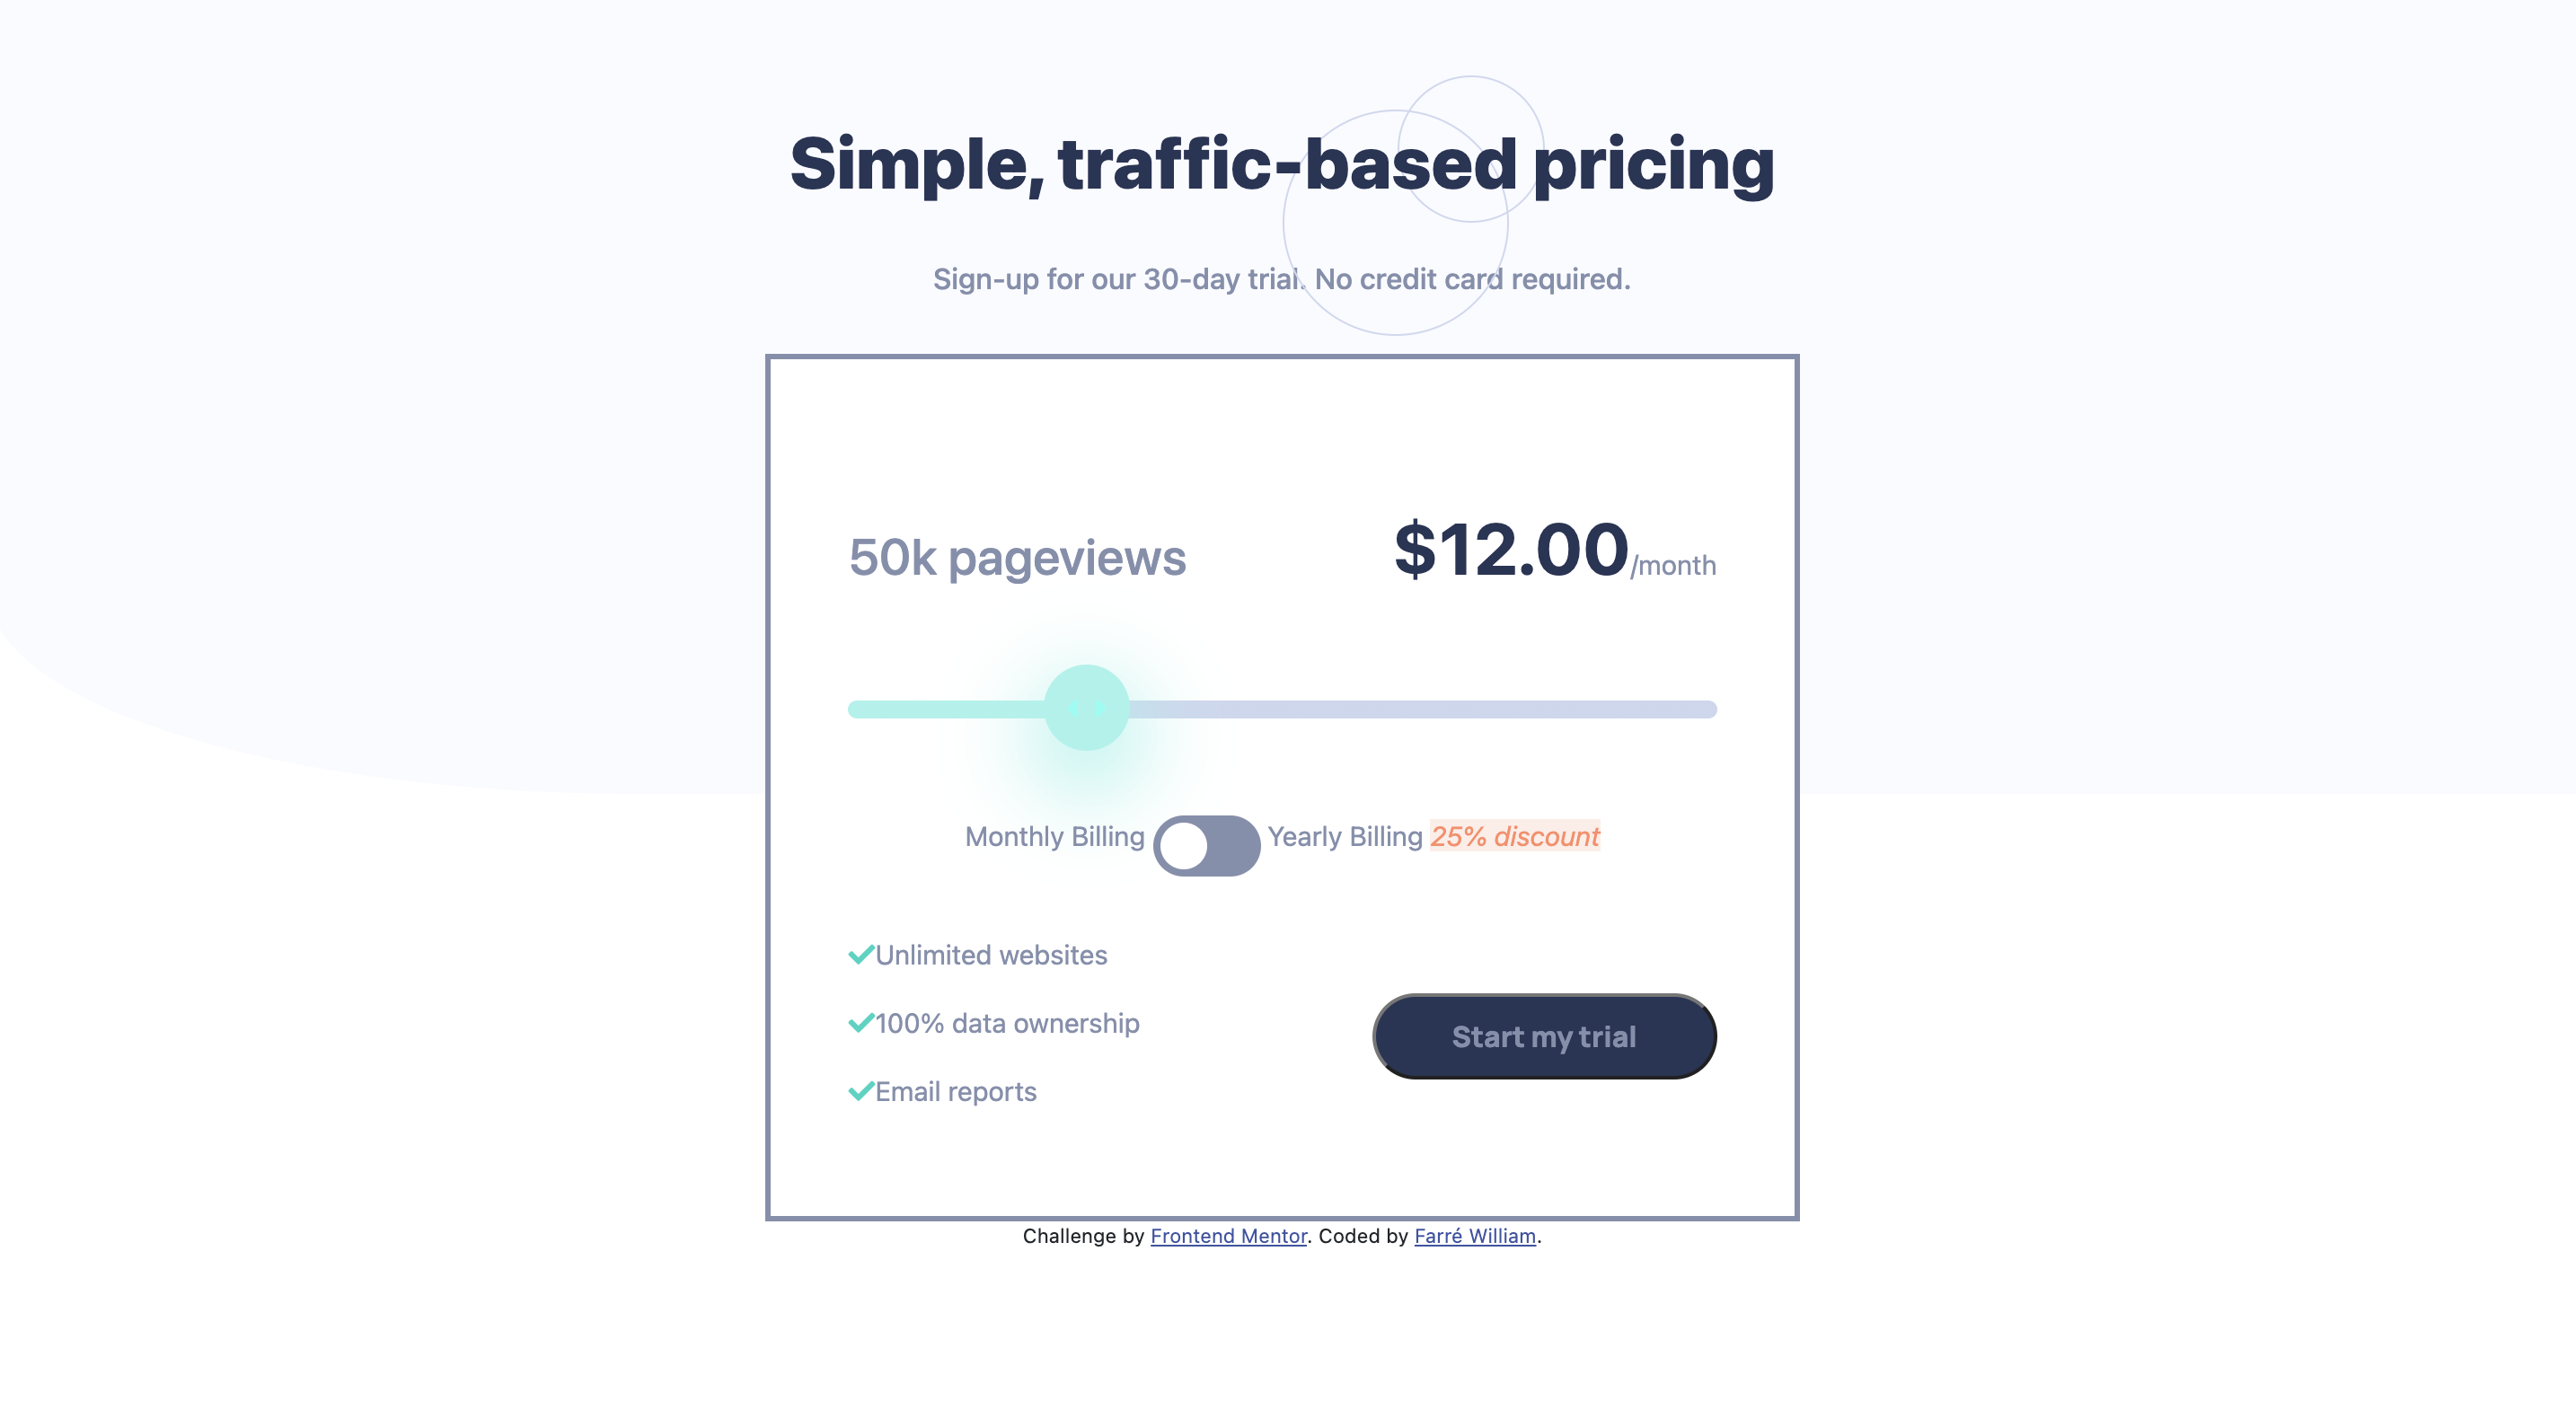 Simple, traffic-based pricing
Sign-up for our 30-day trial. No credit card required.
50k pageviews
$12.00/month
Monthly Billing
Yearly Billing 25% discount
Unlimited websites
100% data ownership
Email reports
Start my trial
Challenge by Frontend Mentor. Coded by Farré William.